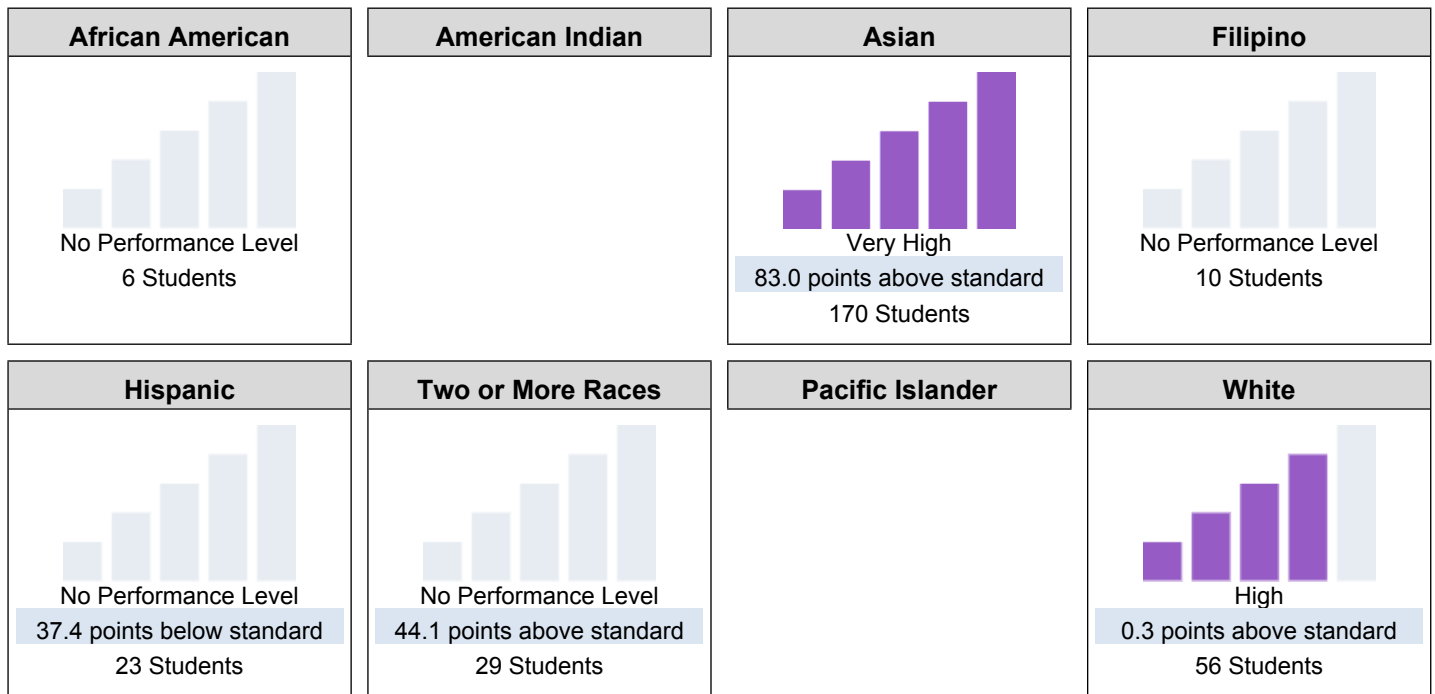 African American
No Performance Level
6 Students
American Indian
Asian
Very High
83.0 points above standard
170 Students
Filipino
No Performance Level
10 Students
Hispanic
No Performance Level
37.4 points below standard
23 Students
Two or More Races
No Performance Level
44.1 points above standard
29 Students
Pacific Islander
White
High
0.3 points above standard
56 Students